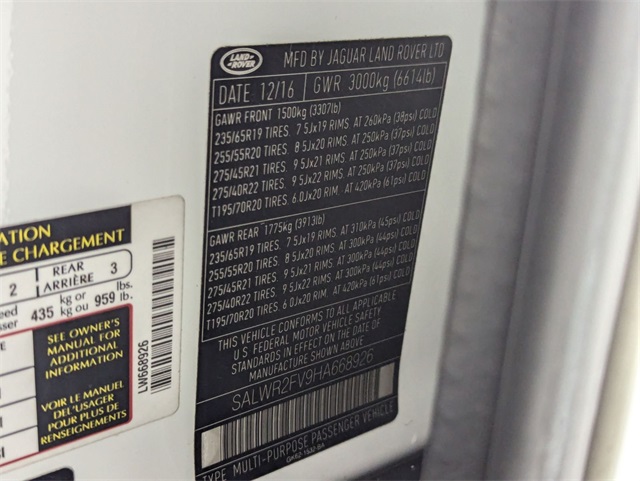 LAND ROVER
MFD BY JAGUAR LAND ROVER LTD
DATE 12/16 GWR 3000kg (6614lb)
GAWR FRONT 1500kg (3307lb)
235/65R19 TIRES. 7 5Jx19 RIMS. AT 260kPa (38psi) COLD
255/55R20 TIRES. 8 5Jx20 RIMS. AT 250kPa (37psi) COLD
275/45R21 TIRES. 9 5Jx21 RIMS. AT 250kPa (37psi) COLD
275/40R22 TIRES. 9 5Jx22 RIMS. AT 250kPa (37psi) COLD
T195/70R20 TIRES. 6.0Jx20 RIM. AT 420kPa (61psi) COLD
GAWR REAR 1775kg (3913lb)
235/65R19 TIRES. 7 5Jx19 RIMS. AT 310kPa (45psi) COLD
255/55R20 TIRES. 8 5Jx20 RIMS. AT 300kPa (44psi) COLD
275/45R21 TIRES. 9 5Jx21 RIMS. AT 300kPa (44psi) COLD
275/40R22 TIRES. 9 5Jx22 RIMS. AT 300kPa (44psi) COLD
T195/70R20 TIRES. 6 0Jx20 RIM. AT 420kPa (61psi) COLD
THIS VEHICLE CONFORMS TO ALL APPLICABLE
U S FEDERAL MOTOR VEHICLE SAFETY
STANDARDS IN EFFECT ON THE DATE OF
MANUFACTURE SHOWN ABOVE
SALWR2FV9HA668926
TYPE MULTI-PURPOSE PASSENGER VEHICLE
ATION
E CHARGEMENT
2 REAR ARRIÈRE 3
435 kg or kg ou 959 lbs. lb.
SEE OWNER'S
MANUAL FOR
ADDITIONAL
INFORMATION
VOIR LE MANUEL
DEL'USAGER
POUR PLUS DE
RENSEIGNEMENTS
LW668926